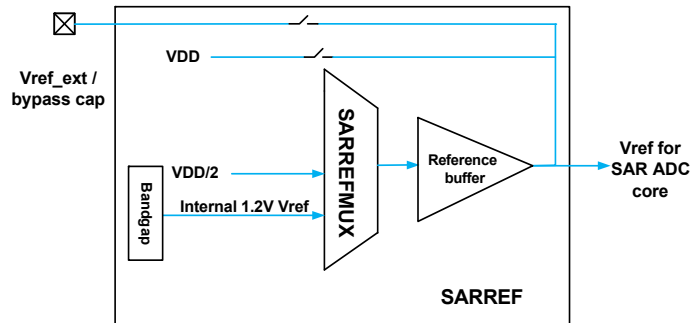 VDD
Vref_ext /
bypass cap
SARREFMUX
Reference
buffer
Vref for
SAR ADC
core
VDD/2
Bandgap
Internal 1.2V Vref
SARREF